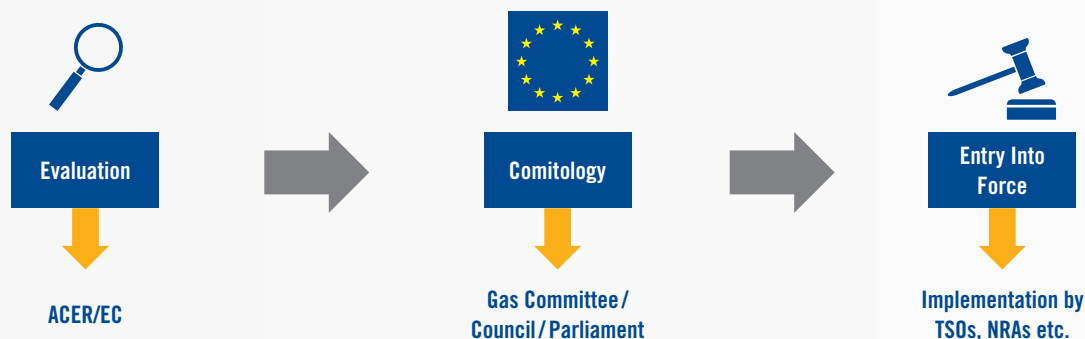 Evaluation
Comitology
Entry Into
Force
ACER/EC
Gas Committee/
Council/Parliament
Implementation by
TSOs, NRAs etc.